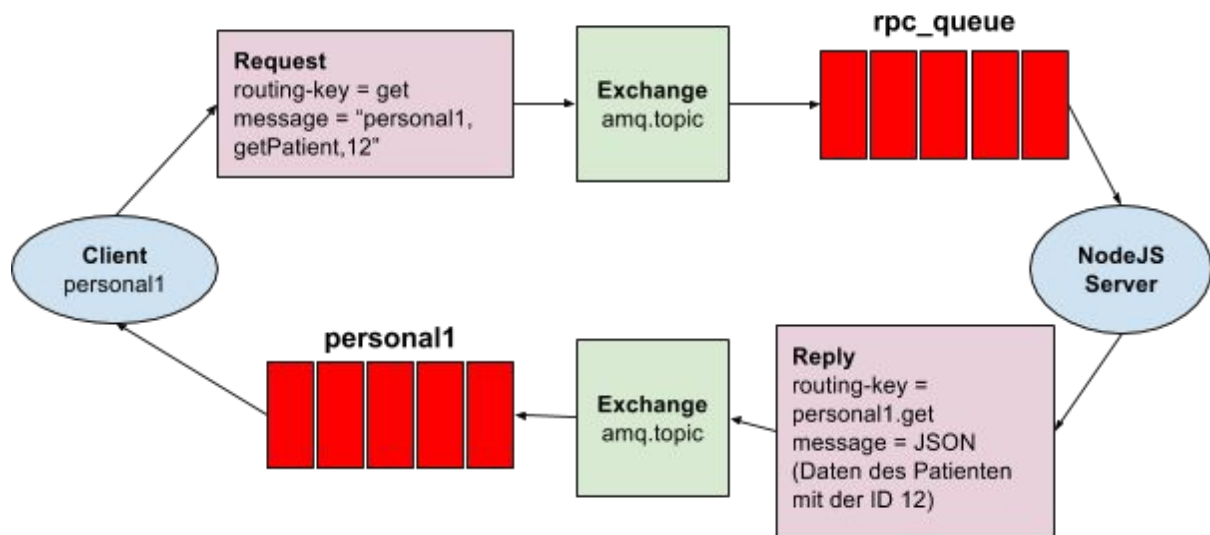 rpc_queue
Request
routing-key = get
message = “personal1,
getPatient,12”
Exchange
amq.topic
Client
personal1
NodeJS
Server
personal1
Exchange
amq.topic
Reply
routing-key =
personal1.get
message = JSON
(Daten des Patienten
mit der ID 12)